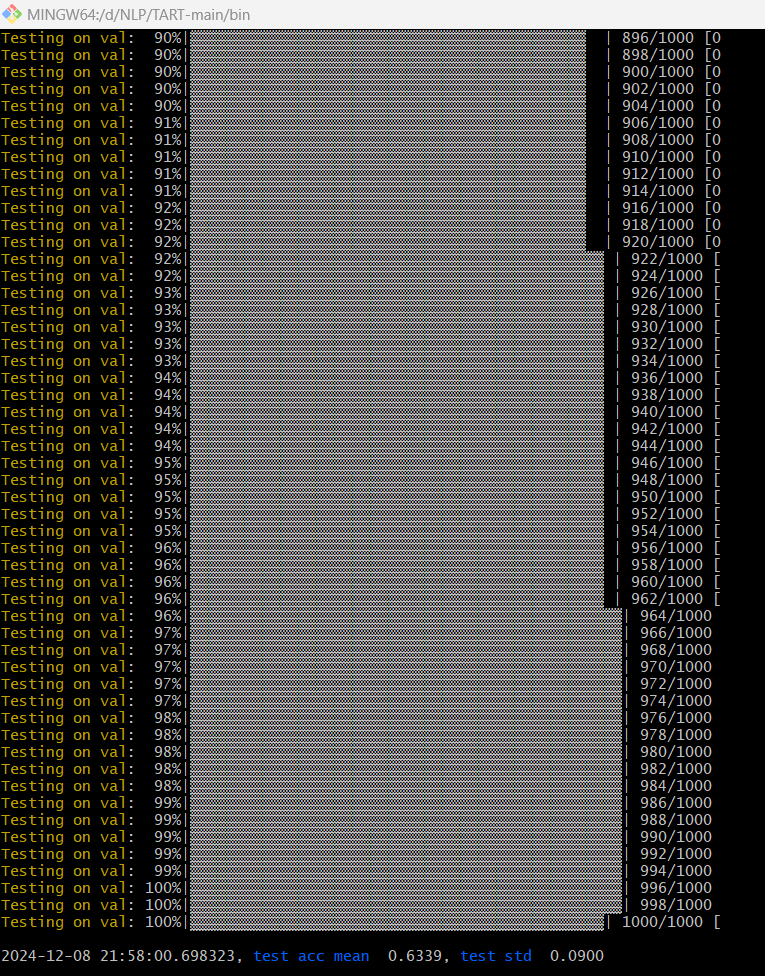 MINGW64:/d/NLP/TART-main/bin
Testing on val:  90%| | 896/1000 [0
Testing on val:  90%| | 898/1000 [0
Testing on val:  90%| | 900/1000 [0
Testing on val:  90%| | 902/1000 [0
Testing on val:  90%| | 904/1000 [0
Testing on val:  91%| | 906/1000 [0
Testing on val:  91%| | 908/1000 [0
Testing on val:  91%| | 910/1000 [0
Testing on val:  91%| | 912/1000 [0
Testing on val:  91%| | 914/1000 [0
Testing on val:  92%| | 916/1000 [0
Testing on val:  92%| | 918/1000 [0
Testing on val:  92%| | 920/1000 [0
Testing on val:  92%| | 922/1000 [
Testing on val:  92%| | 924/1000 [
Testing on val:  93%| | 926/1000 [
Testing on val:  93%| | 928/1000 [
Testing on val:  93%| | 930/1000 [
Testing on val:  93%| | 932/1000 [
Testing on val:  93%| | 934/1000 [
Testing on val:  94%| | 936/1000 [
Testing on val:  94%| | 938/1000 [
Testing on val:  94%| | 940/1000 [
Testing on val:  94%| | 942/1000 [
Testing on val:  94%| | 944/1000 [
Testing on val:  95%| | 946/1000 [
Testing on val:  95%| | 948/1000 [
Testing on val:  95%| | 950/1000 [
Testing on val:  95%| | 952/1000 [
Testing on val:  95%| | 954/1000 [
Testing on val:  96%| | 956/1000 [
Testing on val:  96%| | 958/1000 [
Testing on val:  96%| | 960/1000 [
Testing on val:  96%| | 962/1000 [
Testing on val:  96%| | 964/1000
Testing on val:  97%| | 966/1000
Testing on val:  97%| | 968/1000
Testing on val:  97%| | 970/1000
Testing on val:  97%| | 972/1000
Testing on val:  97%| | 974/1000
Testing on val:  98%| | 976/1000
Testing on val:  98%| | 978/1000
Testing on val:  98%| | 980/1000
Testing on val:  98%| | 982/1000
Testing on val:  98%| | 984/1000
Testing on val:  99%| | 986/1000
Testing on val:  99%| | 988/1000
Testing on val:  99%| | 990/1000
Testing on val:  99%| | 992/1000
Testing on val:  99%| | 994/1000
Testing on val: 100%| | 996/1000
Testing on val: 100%| | 998/1000
Testing on val: 100%| | 1000/1000 [
2024-12-08 21:58:00.698323, test acc mean  0.6339, test std  0.0900